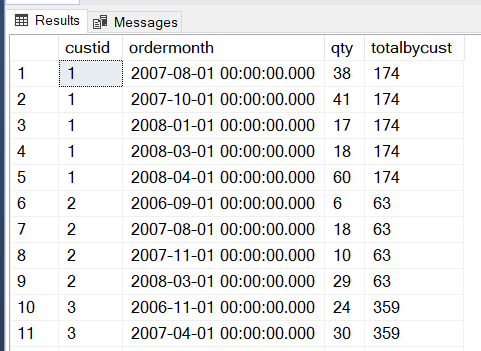 Results Messages
custid ordermonth qty totalbycust
1 1 2007-08-01 00:00:00.000 38 174
2 1 2007-10-01 00:00:00.000 41 174
3 1 2008-01-01 00:00:00.000 17 174
4 1 2008-03-01 00:00:00.000 18 174
5 1 2008-04-01 00:00:00.000 60 174
6 2 2006-09-01 00:00:00.000 6 63
7 2 2007-08-01 00:00:00.000 18 63
8 2 2007-11-01 00:00:00.000 10 63
9 2 2008-03-01 00:00:00.000 29 63
10 3 2006-11-01 00:00:00.000 24 359
11 3 2007-04-01 00:00:00.000 30 359